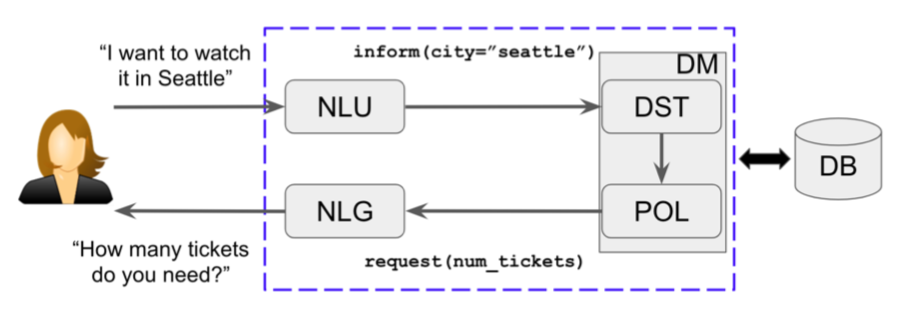 “I want to watch
it in Seattle”
inform(city=”seattle”)
DM
NLU
DST
DB
NLG
POL
“How many tickets
do you need?”
request(num_tickets)